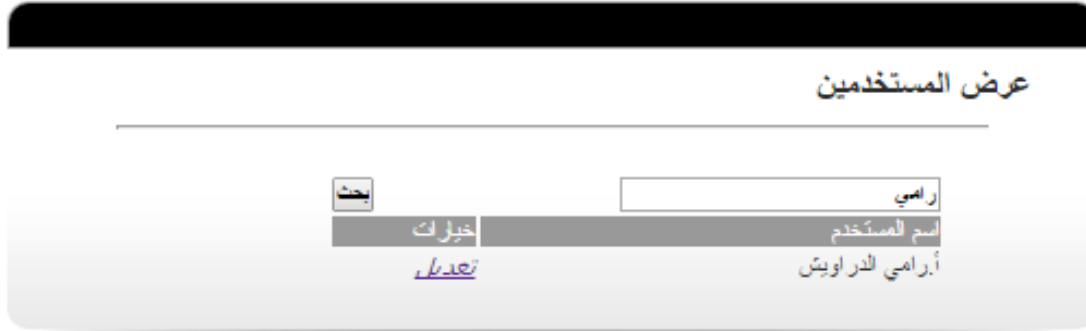 عرض المستخدمين
رامي بحث
اسم المستخدم خيارات
أ.رامي الدراويش تعديل